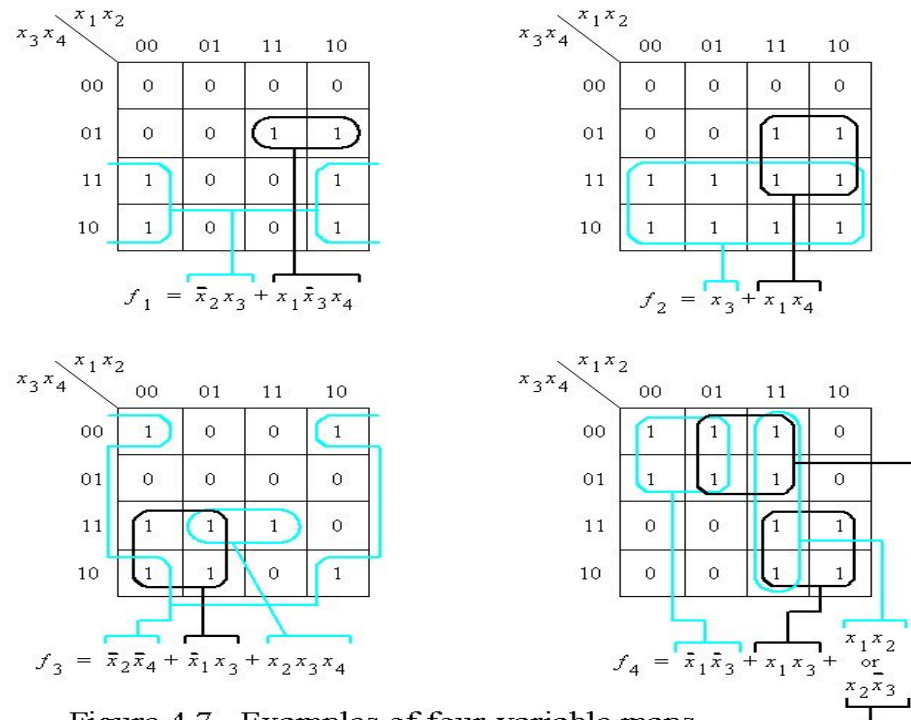 x1x2 x1x2
x3x4 x3x4
00 01 11 10 00 01 11 10
00 0 0 0 0 00 0 0 0 0
01 0 0 1 1 01 0 0 1 1
11 1 0 0 1 11 1 1 1 1
10 1 0 0 1 10 1 1 1 1
f1 = x̄2x3 + x1x̄3x4 f2 = x3 + x1x4
x1x2 x1x2
x3x4 x3x4
00 01 11 10 00 01 11 10
00 1 0 0 1 00 1 1 1 0
01 0 0 0 0 01 1 1 1 0
11 1 1 1 0 11 0 0 1 1
10 1 1 0 1 10 0 0 1 1
x1x2
f3 = x̄2x̄4 + x̄1x3 + x2x3x4 f4 = x̄1x̄3 + x1x3 + or
x2x̄3
Figure 4.7 Examples of four-variable maps